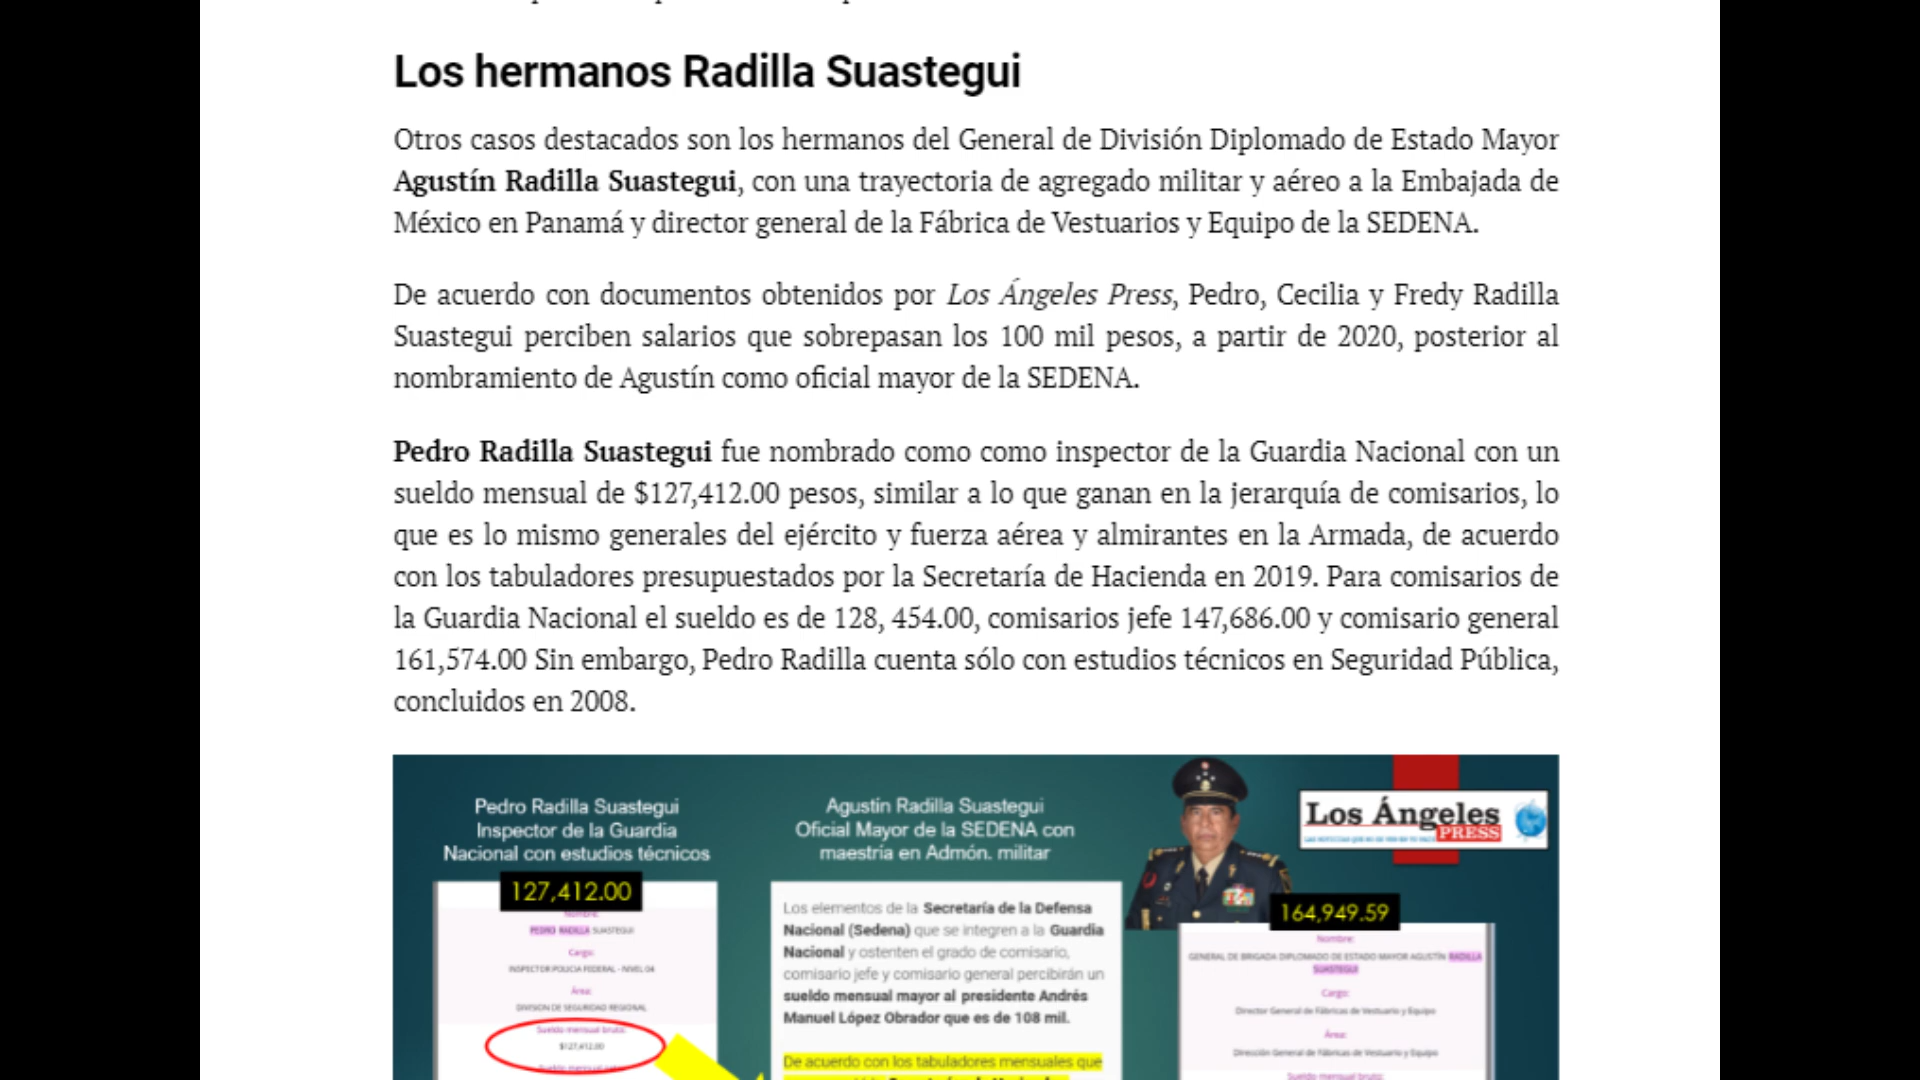 Los hermanos Radilla Suastegui
Otros casos destacados son los hermanos del General de División Diplomado de Estado Mayor
Agustín Radilla Suastegui, con una trayectoria de agregado militar y aéreo a la Embajada de
México en Panamá y director general de la Fábrica de Vestuarios y Equipo de la SEDENA.
De acuerdo con documentos obtenidos por Los Ángeles Press, Pedro, Cecilia y Fredy Radilla
Suastegui perciben salarios que sobrepasan los 100 mil pesos, a partir de 2020, posterior al
nombramiento de Agustín como oficial mayor de la SEDENA.
Pedro Radilla Suastegui fue nombrado como como inspector de la Guardia Nacional con un
sueldo mensual de $127,412.00 pesos, similar a lo que ganan en la jerarquía de comisarios, lo
que es lo mismo generales del ejército y fuerza aérea y almirantes en la Armada, de acuerdo
con los tabuladores presupuestados por la Secretaría de Hacienda en 2019. Para comisarios de
la Guardia Nacional el sueldo es de 128, 454.00, comisarios jefe 147,686.00 y comisario general
161,574.00 Sin embargo, Pedro Radilla cuenta sólo con estudios técnicos en Seguridad Pública,
concluidos en 2008.
Pedro Radilla Suastegui
Inspector de la Guardia
Nacional con estudios técnicos
127,412.00
Nombre:
PEDRO RADILLA SUASTEGUI
Cargo:
INSPECTOR POLICIA FEDERAL - NIVEL 04
Área:
DIVISION DE SEGURIDAD REGIONAL
Sueldo mensual bruto:
$127,412.00
Agustin Radilla Suastegui
Oficial Mayor de la SEDENA con
maestria en Admón. militar
Los elementos de la Secretaría de la Defensa
Nacional (Sedena) que se integren a la Guardia
Nacional y ostenten el grado de comisario,
comisario jefe y comisario general percibirán un
sueldo mensual mayor al presidente Andrés
Manuel López Obrador que es de 108 mil.
De acuerdo con los tabuladores mensuales que
Los Ángeles
PRESS
164,949.59
Nombre:
GENERAL DE BRIGADA DIPLOMADO DE ESTADO MAYOR AGUSTÍN RADILLA
SUASTEGUI
Cargo:
Director General de Fábricas de Vestuario y Equipo
Área:
Dirección General de Fábricas de Vestuario y Equipo
Sueldo mensual bruto: